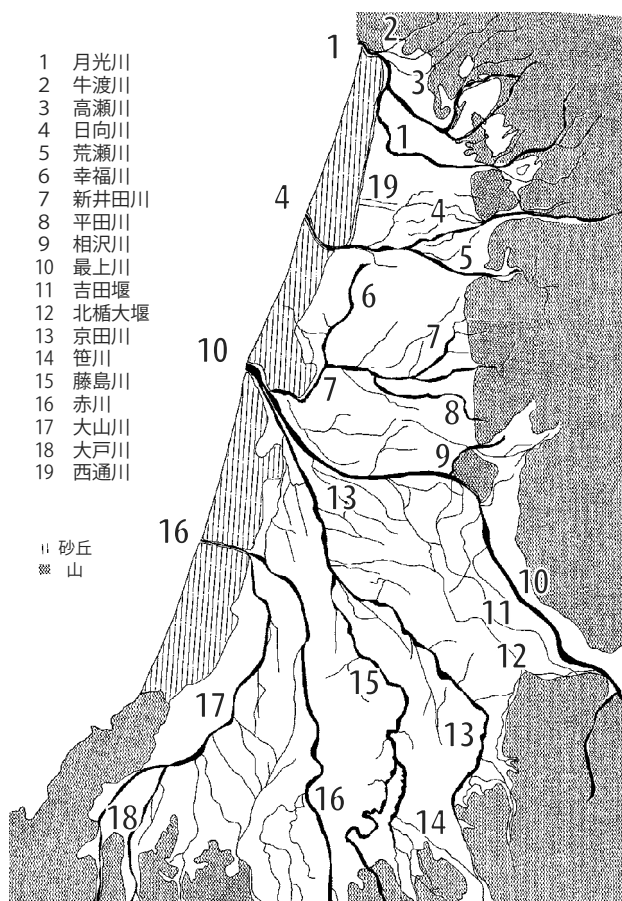 1 月光川
2 牛渡川
3 高瀬川
4 日向川
5 荒瀬川
6 幸福川
7 新井田川
8 平田川
9 相沢川
10 最上川
11 吉田堰
12 北楯大堰
13 京田川
14 笹川
15 藤島川
16 赤川
17 大山川
18 大戸川
19 西通川
砂丘
山
1
2
3
1
19
4
4
5
6
7
10
7
8
9
13
16
10
11
12
15
17
13
16
14
18